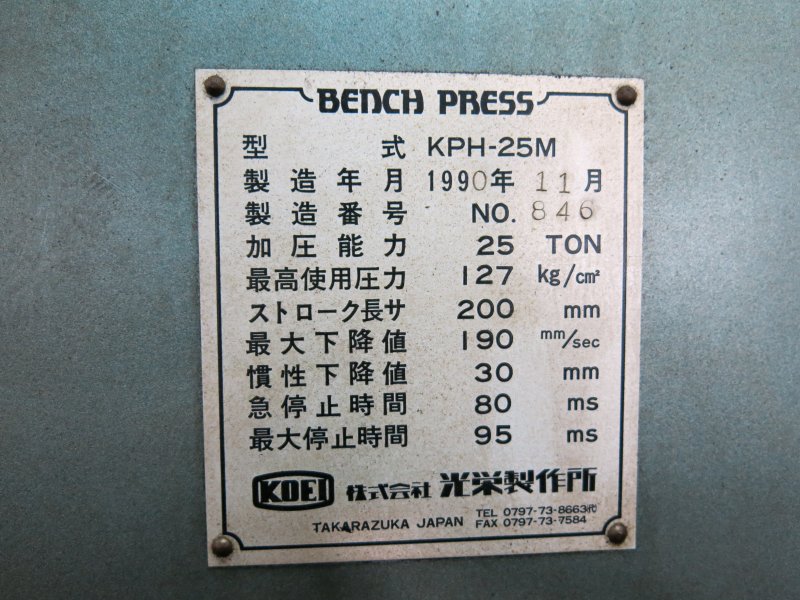 BENCH PRESS
型 式 KPH-25M
製造年月 1990年 11月
製造番号 NO. 846
加圧能力 25 TON
最高使用圧力 127 kg/cm²
ストローク長サ 200 mm
最大下降値 190 mm/sec
慣性下降値 30 mm
急停止時間 80 ms
最大停止時間 95 ms
KOEI 株式会社 光栄製作所
TEL 0797-73-8663代
TAKARAZUKA JAPAN FAX 0797-73-7584